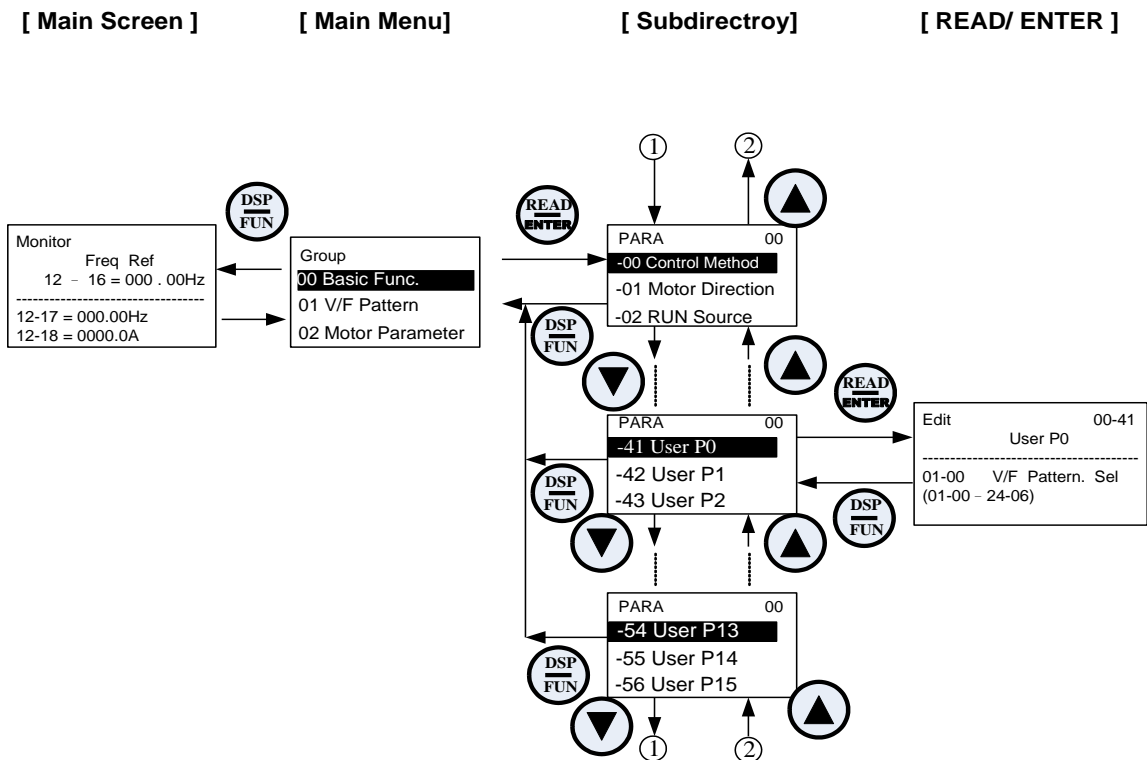 [ Main Screen ]
[ Main Menu]
[ Subdirectroy]
[ READ/ ENTER ]
1
2
DSP
FUN
READ
ENTER
Monitor
Freq Ref
12 – 16 = 000 . 00Hz
12-17 = 000.00Hz
12-18 = 0000.0A
Group
00 Basic Func.
01 V/F Pattern
02 Motor Parameter
PARA 00
-00 Control Method
-01 Motor Direction
-02 RUN Source
DSP
FUN
READ
ENTER
PARA 00
-41 User P0
-42 User P1
-43 User P2
DSP
FUN
Edit 00-41
User P0
01-00 V/F Pattern. Sel
(01-00 – 24-06)
DSP
FUN
PARA 00
-54 User P13
-55 User P14
-56 User P15
DSP
FUN
1
2